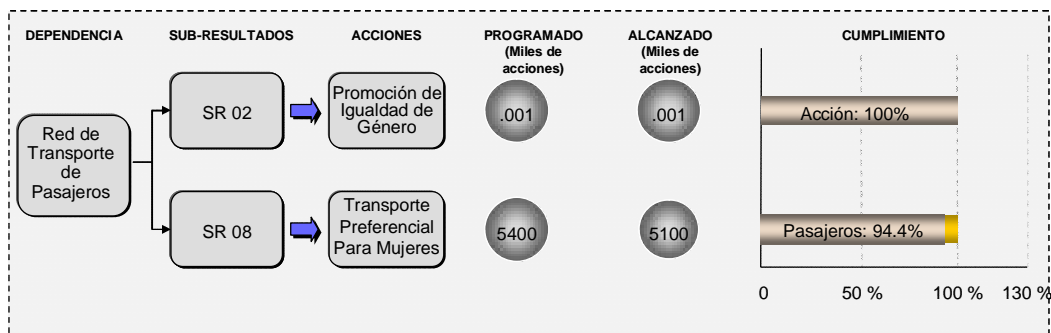 DEPENDENCIA
SUB-RESULTADOS
ACCIONES
PROGRAMADO
(Miles de
acciones)
ALCANZADO
(Miles de
acciones)
CUMPLIMIENTO
Red de
Transporte
de
Pasajeros
SR 02
Promoción de
Igualdad de
Género
.001
.001
Acción: 100%
SR 08
Transporte
Preferencial
Para Mujeres
5400
5100
Pasajeros: 94.4%
0
50 %
100 %
130 %